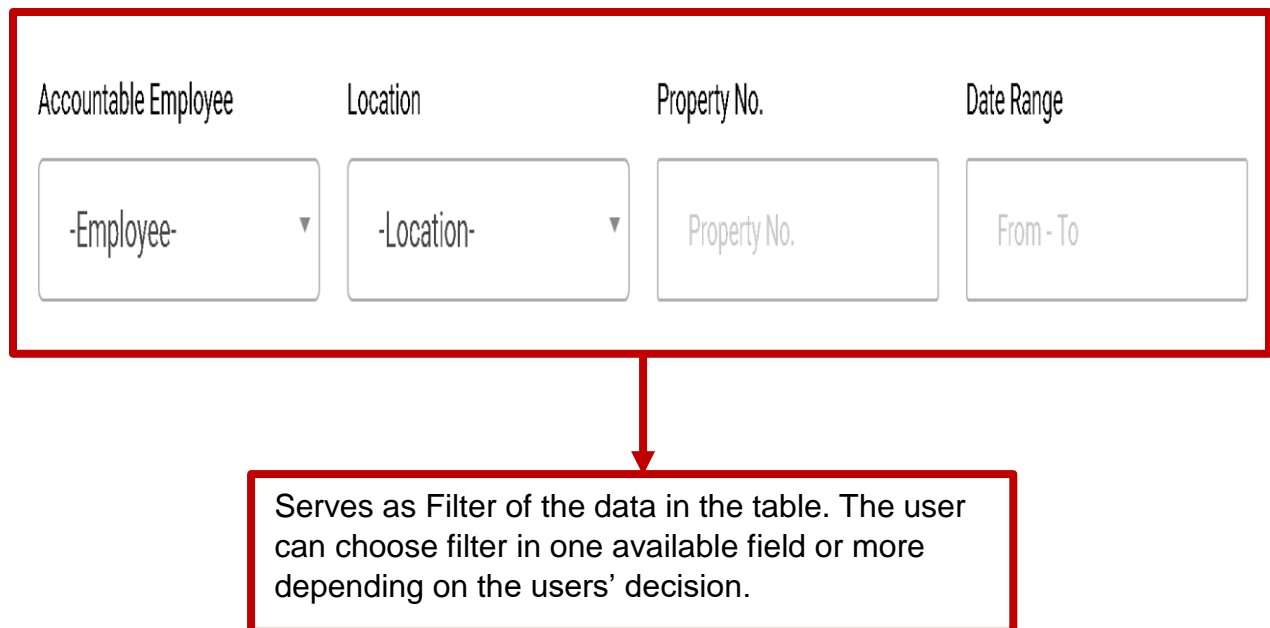 Accountable Employee Location Property No. Date Range
-Employee- -Location- Property No. From - To
Serves as Filter of the data in the table. The user
can choose filter in one available field or more
depending on the users’ decision.